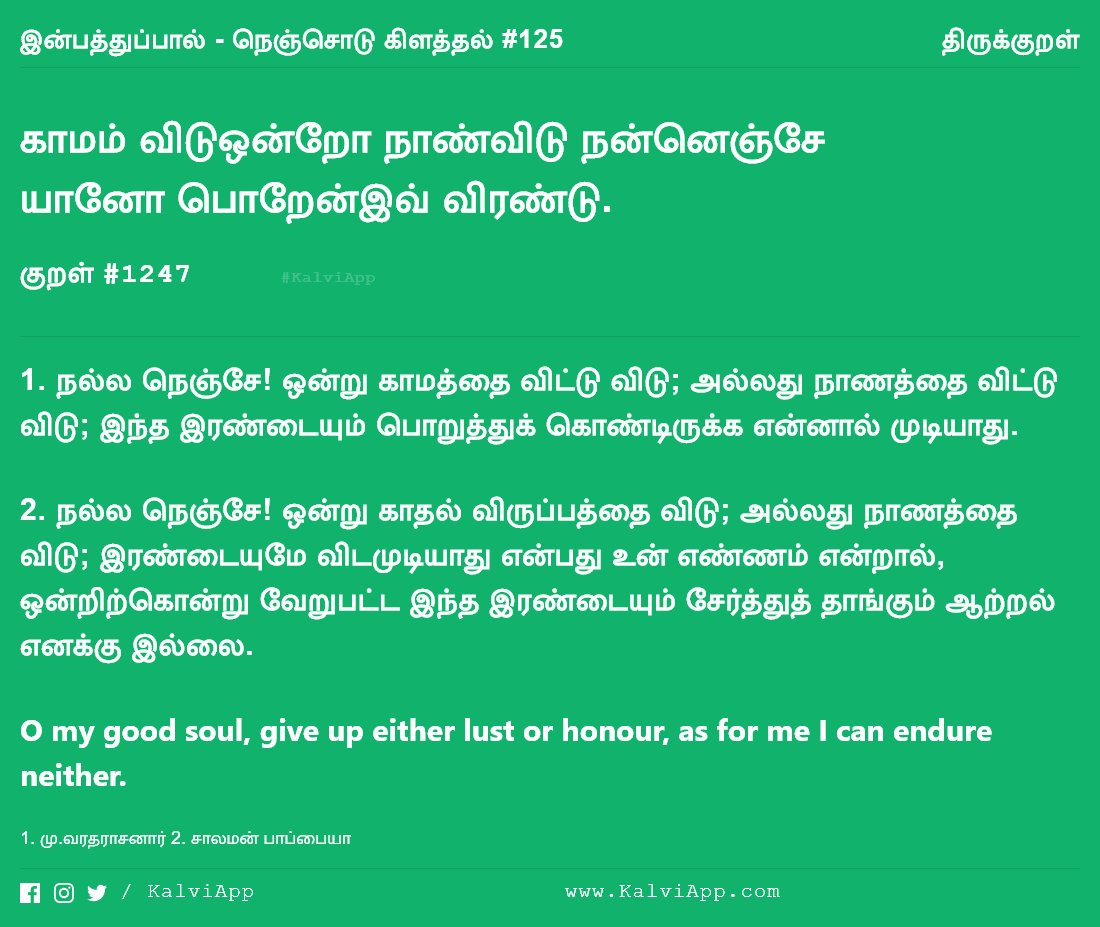 இன்பத்துப்பால் - நெஞ்சொடு கிளத்தல் #125 திருக்குறள்
காமம் விடுஒன்றோ நாண்விடு நன்னெஞ்சே
யானோ பொறேன்இவ் விரண்டு.
குறள் #1247 #KalviApp
1. நல்ல நெஞ்சே! ஒன்று காமத்தை விட்டு விடு; அல்லது நாணத்தை விட்டு
விடு; இந்த இரண்டையும் பொறுத்துக் கொண்டிருக்க என்னால் முடியாது.
2. நல்ல நெஞ்சே! ஒன்று காதல் விருப்பத்தை விடு; அல்லது நாணத்தை
விடு; இரண்டையுமே விடமுடியாது என்பது உன் எண்ணம் என்றால்,
ஒன்றிற்கொன்று வேறுபட்ட இந்த இரண்டையும் சேர்த்துத் தாங்கும் ஆற்றல்
எனக்கு இல்லை.
O my good soul, give up either lust or honour, as for me I can endure
neither.
1. மு.வரதராசனார் 2. சாலமன் பாப்பையா
/ KalviApp www.KalviApp.com